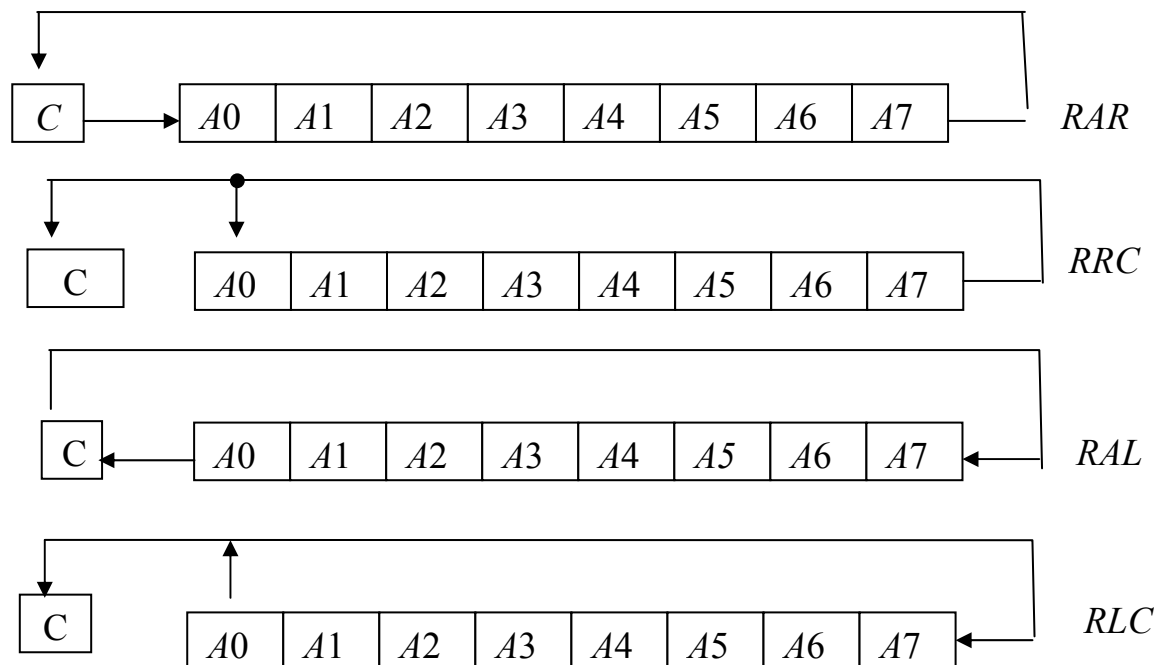 C A0 A1 A2 A3 A4 A5 A6 A7 RAR
C A0 A1 A2 A3 A4 A5 A6 A7 RRC
C A0 A1 A2 A3 A4 A5 A6 A7 RAL
C A0 A1 A2 A3 A4 A5 A6 A7 RLC